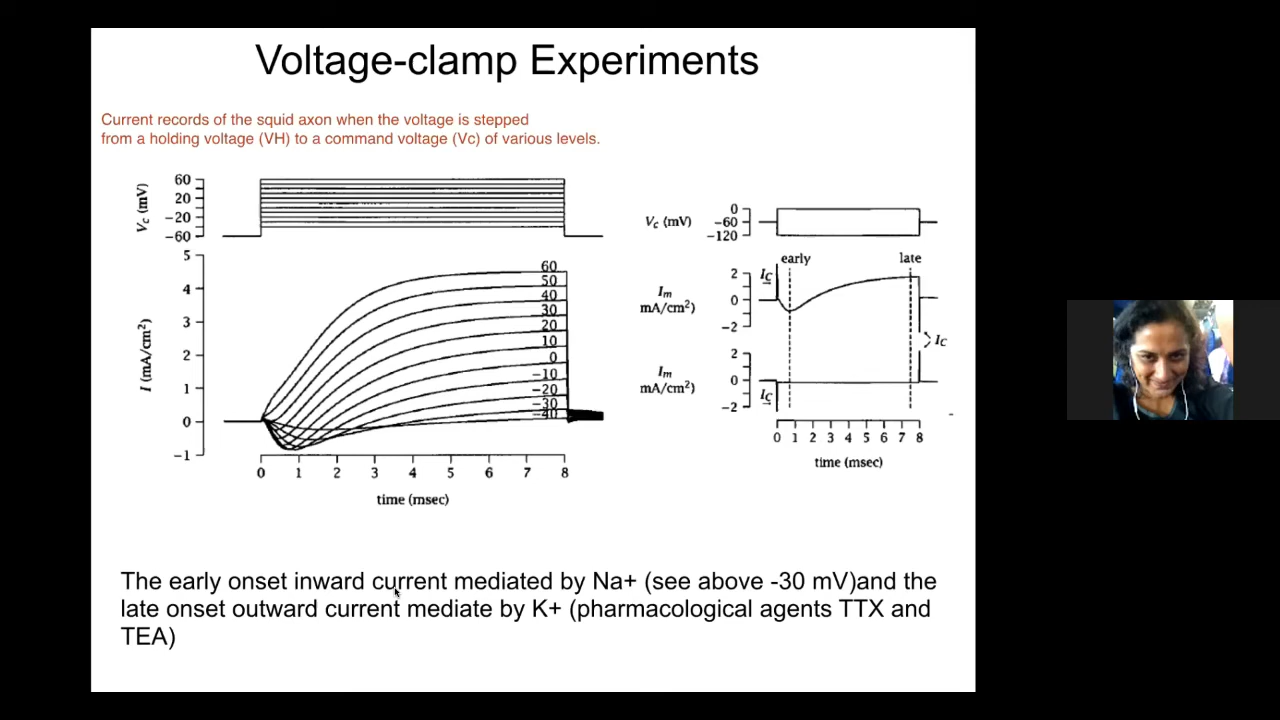 Voltage-clamp Experiments
Current records of the squid axon when the voltage is stepped
from a holding voltage (VH) to a command voltage (Vc) of various levels.
Vc (mV)
60
20
−20
−60
I (mA/cm²)
5
4
3
2
1
0
−1
60
50
40
30
20
10
0
−10
−20
−30
−40
0 1 2 3 4 5 6 7 8
time (msec)
Vc (mV)
0
−60
−120
early late
Im
mA/cm²)
2
0
−2
Ic
Ic
Im
mA/cm²)
2
0
−2
Ic
0 1 2 3 4 5 6 7 8
time (msec)
The early onset inward current mediated by Na+ (see above -30 mV)and the
late onset outward current mediate by K+ (pharmacological agents TTX and
TEA)